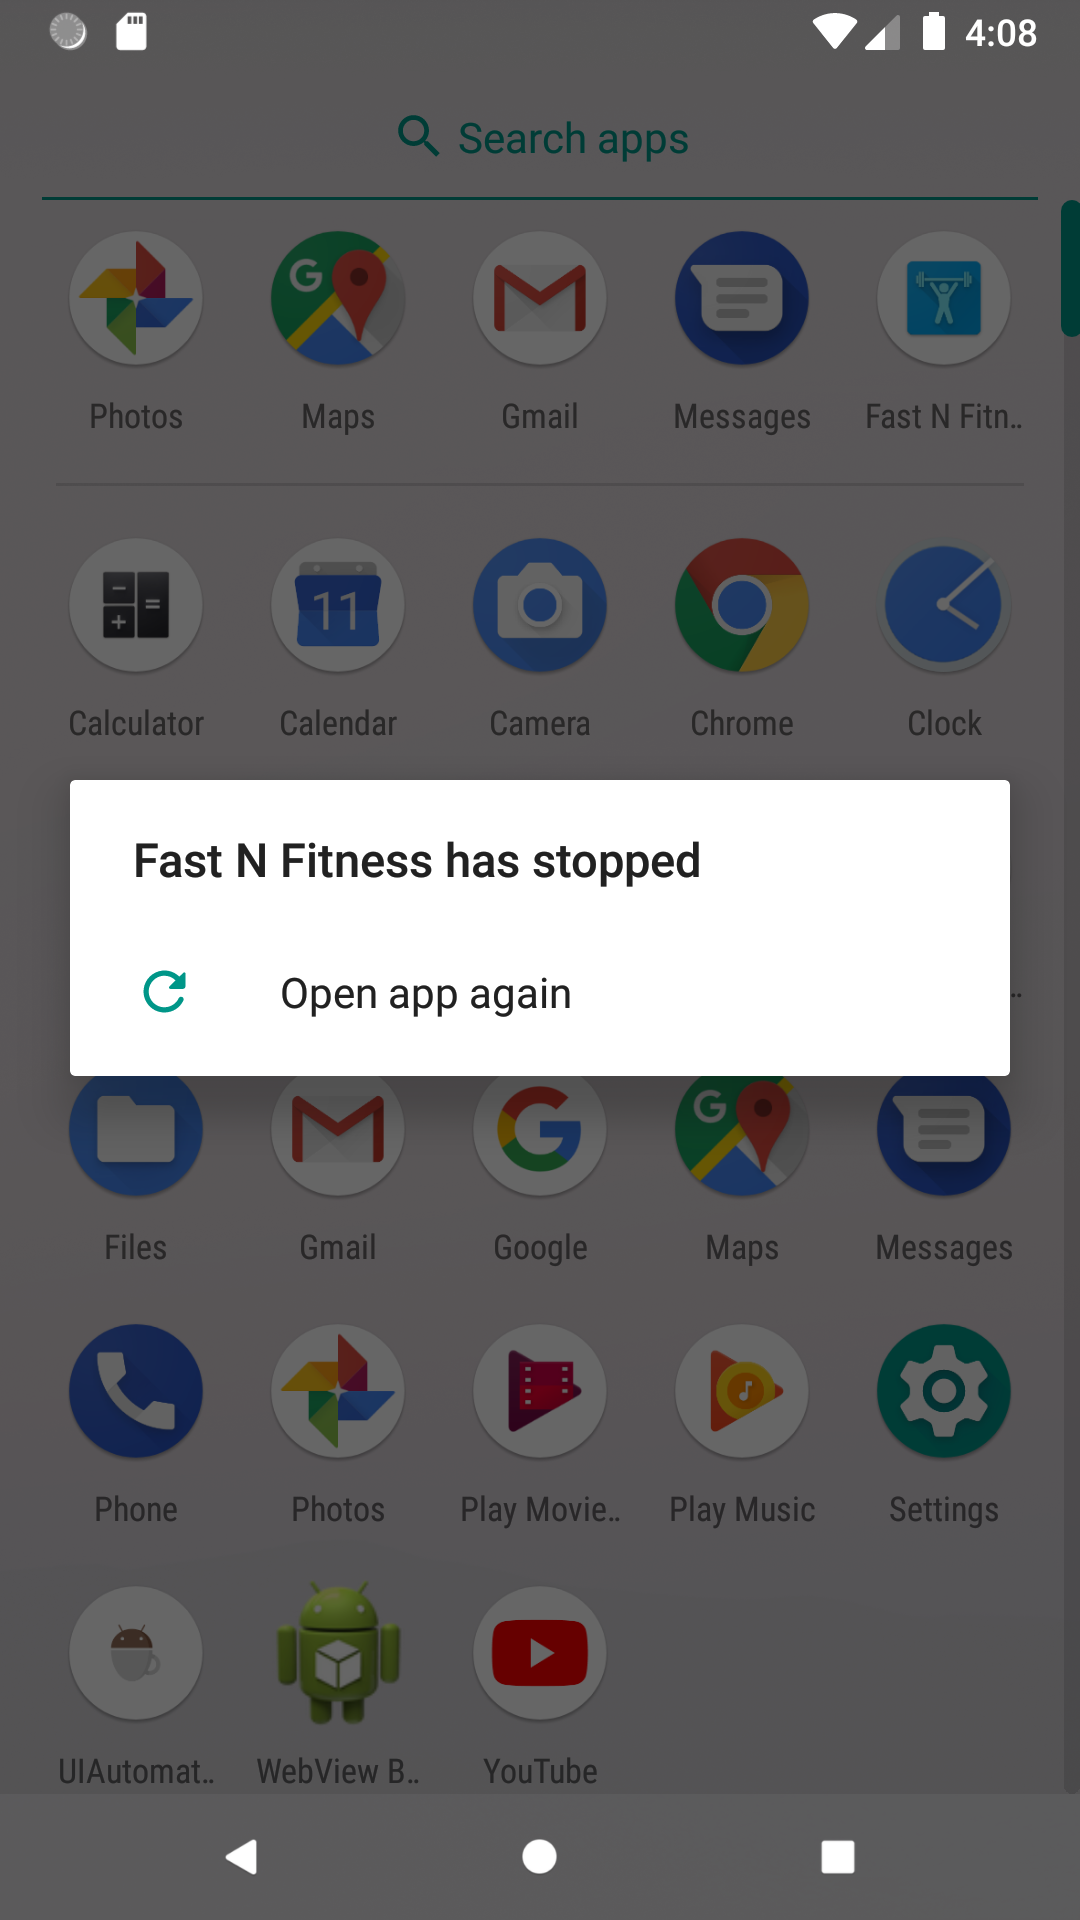 4:08
Search apps
Photos Maps Gmail Messages Fast N Fitn..
11
Calculator Calendar Camera Chrome Clock
Fast N Fitness has stopped
Open app again
Files Gmail Google Maps Messages
Phone Photos Play Movie.. Play Music Settings
UIAutomat.. WebView B.. YouTube